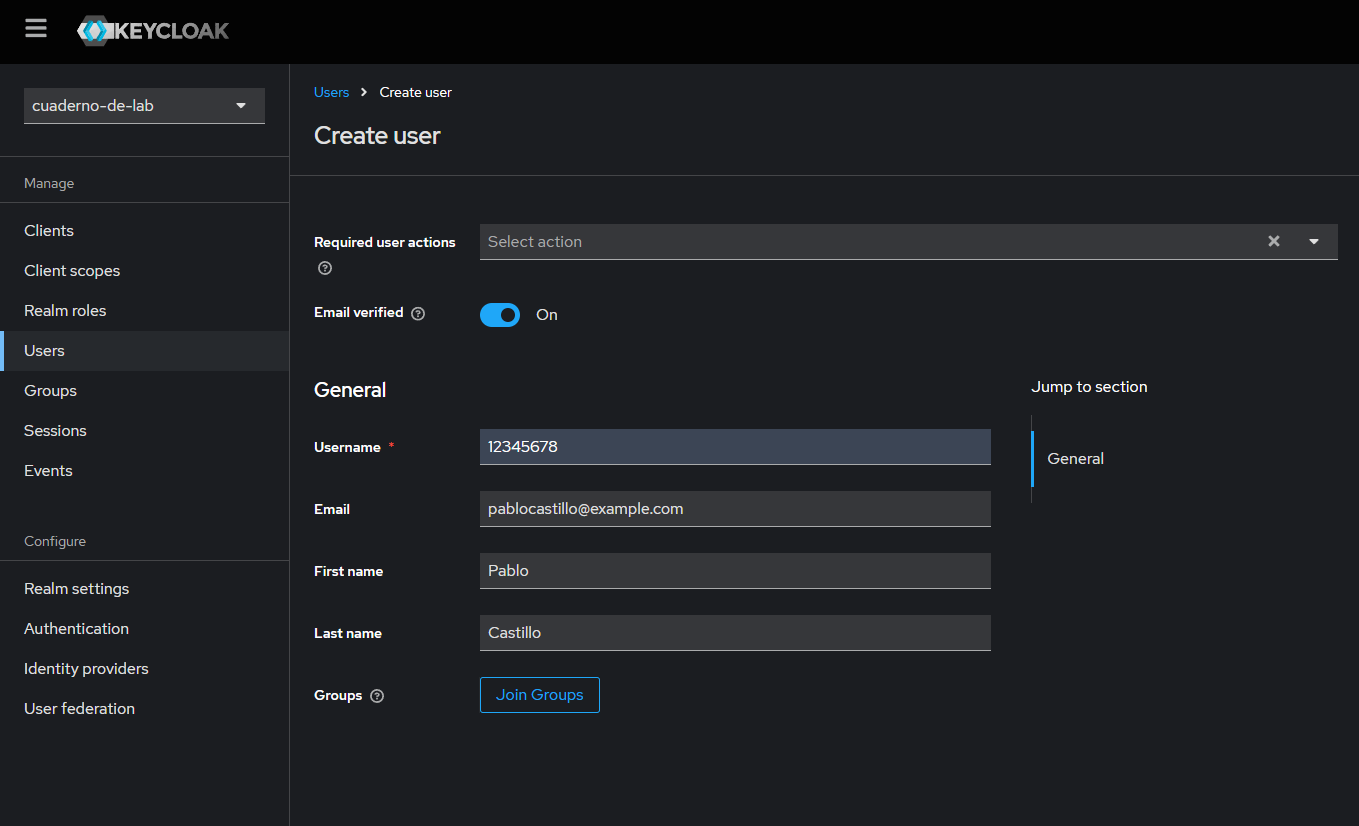 KEYCLOAK
cuaderno-de-lab
Manage
Clients
Client scopes
Realm roles
Users
Groups
Sessions
Events
Configure
Realm settings
Authentication
Identity providers
User federation
Users > Create user
Create user
Required user actions
Select action
Email verified
On
General
Username *
12345678
Email
pablocastillo@example.com
First name
Pablo
Last name
Castillo
Groups
Join Groups
Jump to section
General